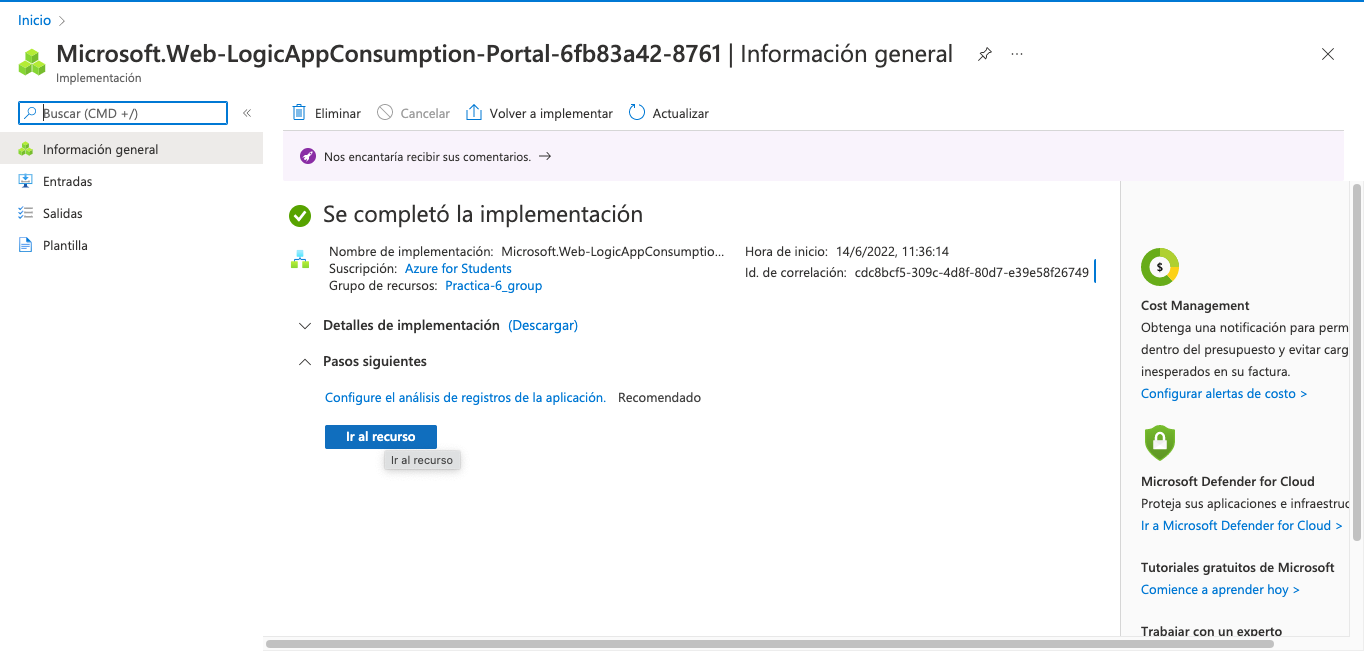 Inicio
Microsoft.Web-LogicAppConsumption-Portal-6fb83a42-8761 | Información general
Implementación
Buscar (CMD +/)
Eliminar
Cancelar
Volver a implementar
Actualizar
Información general
Entradas
Salidas
Plantilla
Nos encantaría recibir sus comentarios. →
Se completó la implementación
Nombre de implementación: Microsoft.Web-LogicAppConsumptio...
Suscripción: Azure for Students
Grupo de recursos: Practica-6_group
Hora de inicio: 14/6/2022, 11:36:14
Id. de correlación: cdc8bcf5-309c-4d8f-80d7-e39e58f26749
Detalles de implementación (Descargar)
Pasos siguientes
Configure el análisis de registros de la aplicación. Recomendado
Ir al recurso
Ir al recurso
Cost Management
Obtenga una notificación para perm
dentro del presupuesto y evitar carg
inesperados en su factura.
Configurar alertas de costo >
Microsoft Defender for Cloud
Proteja sus aplicaciones e infraestruc
Ir a Microsoft Defender for Cloud >
Tutoriales gratuitos de Microsoft
Comience a aprender hoy >
Trabajar con un experto